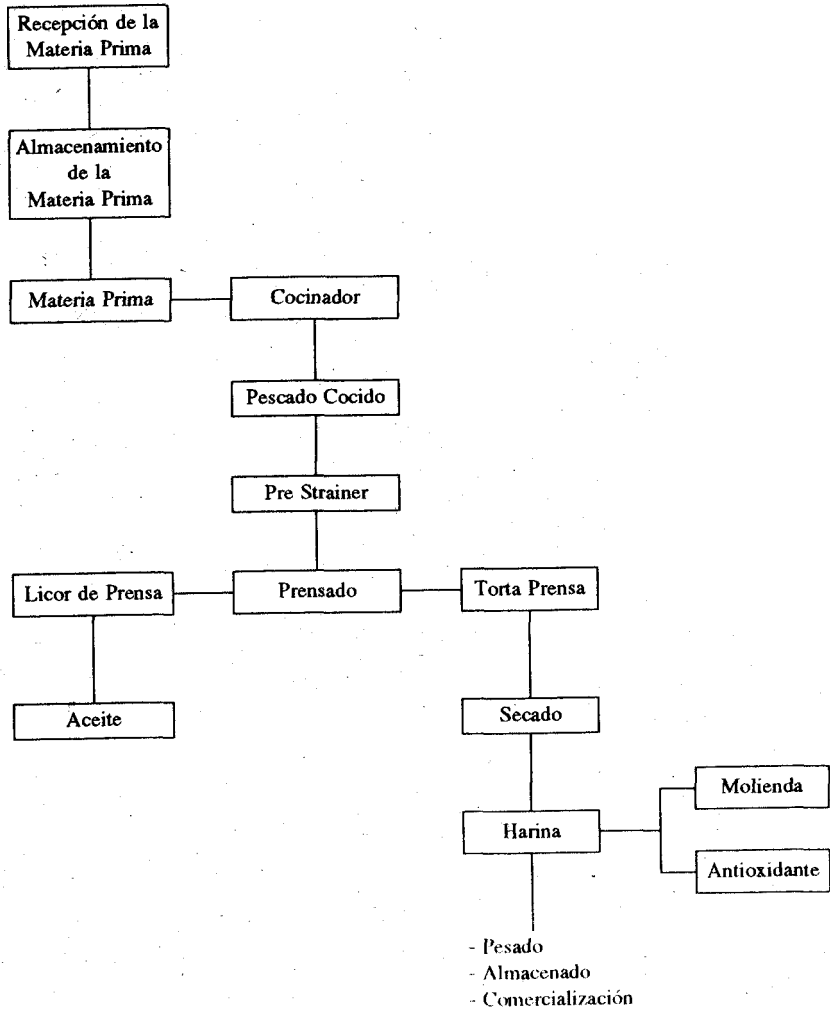 Recepción de la
Materia Prima
Almacenamiento
de la
Materia Prima
Materia Prima
Cocinador
Pescado Cocido
Pre Strainer
Licor de Prensa
Prensado
Torta Prensa
Aceite
Secado
Molienda
Harina
Antioxidante
- Pesado
- Almacenado
- Comercialización